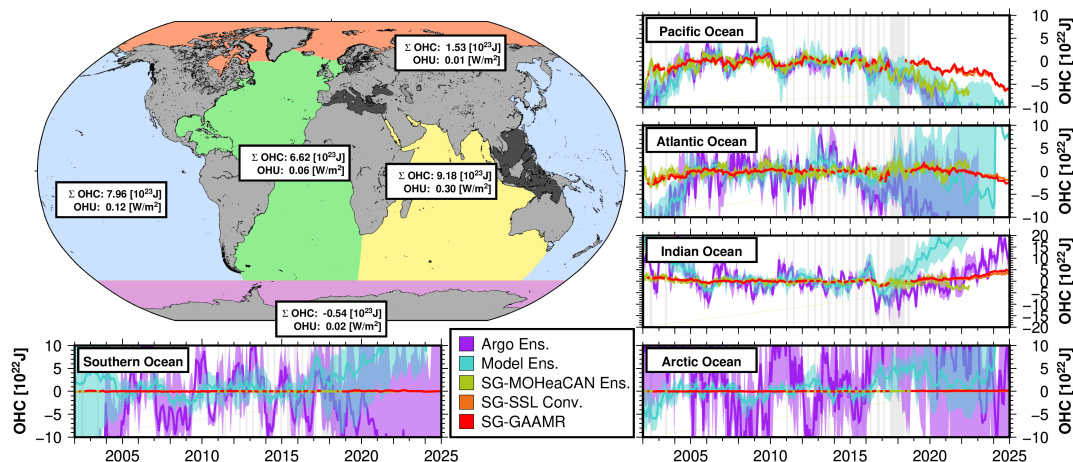 Σ OHC: 1.53 [10²³J]
OHU: 0.01 [W/m²]
Σ OHC: 6.62 [10²³J]
OHU: 0.06 [W/m²]
Σ OHC: 9.18 [10²³J]
OHU: 0.30 [W/m²]
Σ OHC: 7.96 [10²³J]
OHU: 0.12 [W/m²]
Σ OHC: -0.54 [10²³J]
OHU: 0.02 [W/m²]
Pacific Ocean
10
5
0
−5
−10
OHC [10²²J]
Atlantic Ocean
10
5
0
−5
−10
OHC [10²²J]
Indian Ocean
20
15
10
5
0
−5
−10
−15
−20
OHC [10²²J]
Southern Ocean
OHC [10²²J]
10
5
0
−5
−10
2005 2010 2015 2020 2025
Argo Ens.
Model Ens.
SG-MOHeaCAN Ens.
SG-SSL Conv.
SG-GAAMR
Arctic Ocean
10
5
0
−5
−10
OHC [10²²J]
2005 2010 2015 2020 2025